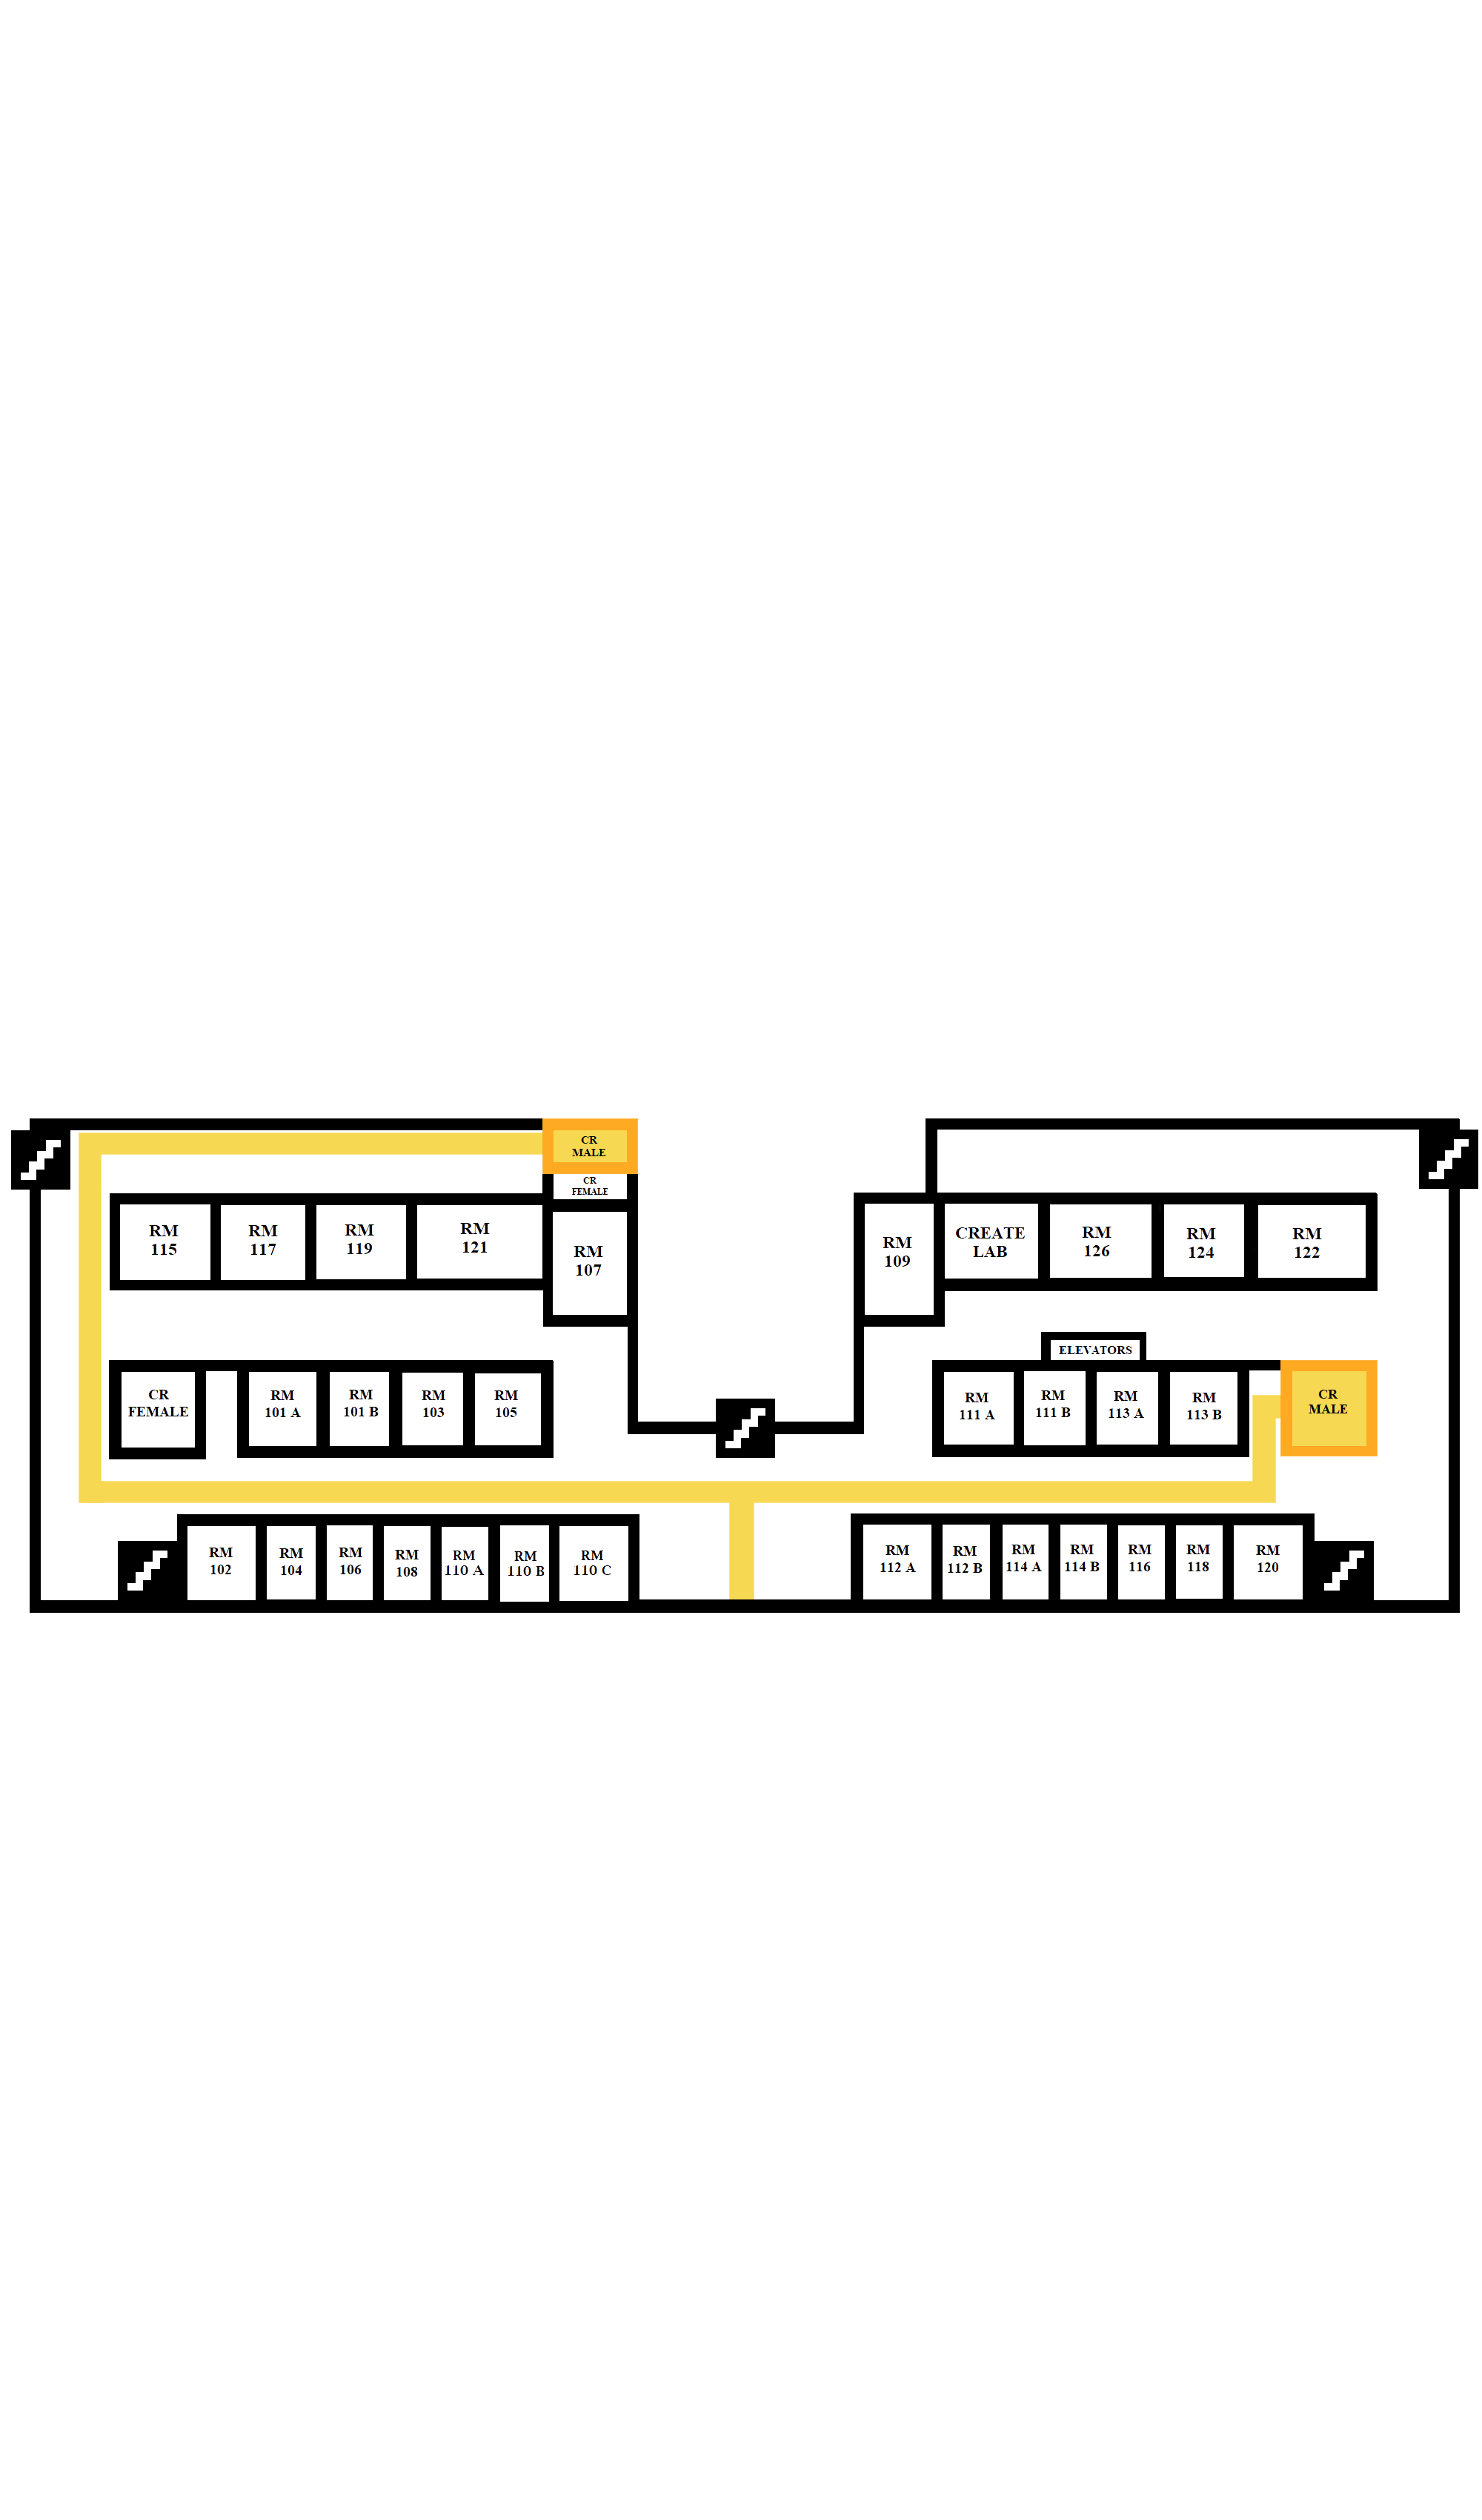 CR
MALE
CR
FEMALE
RM
115
RM
117
RM
119
RM
121
RM
107
RM
109
CREATE
LAB
RM
126
RM
124
RM
122
ELEVATORS
CR
FEMALE
RM
101 A
RM
101 B
RM
103
RM
105
RM
111 A
RM
111 B
RM
113 A
RM
113 B
CR
MALE
RM
102
RM
104
RM
106
RM
108
RM
110 A
RM
110 B
RM
110 C
RM
112 A
RM
112 B
RM
114 A
RM
114 B
RM
116
RM
118
RM
120